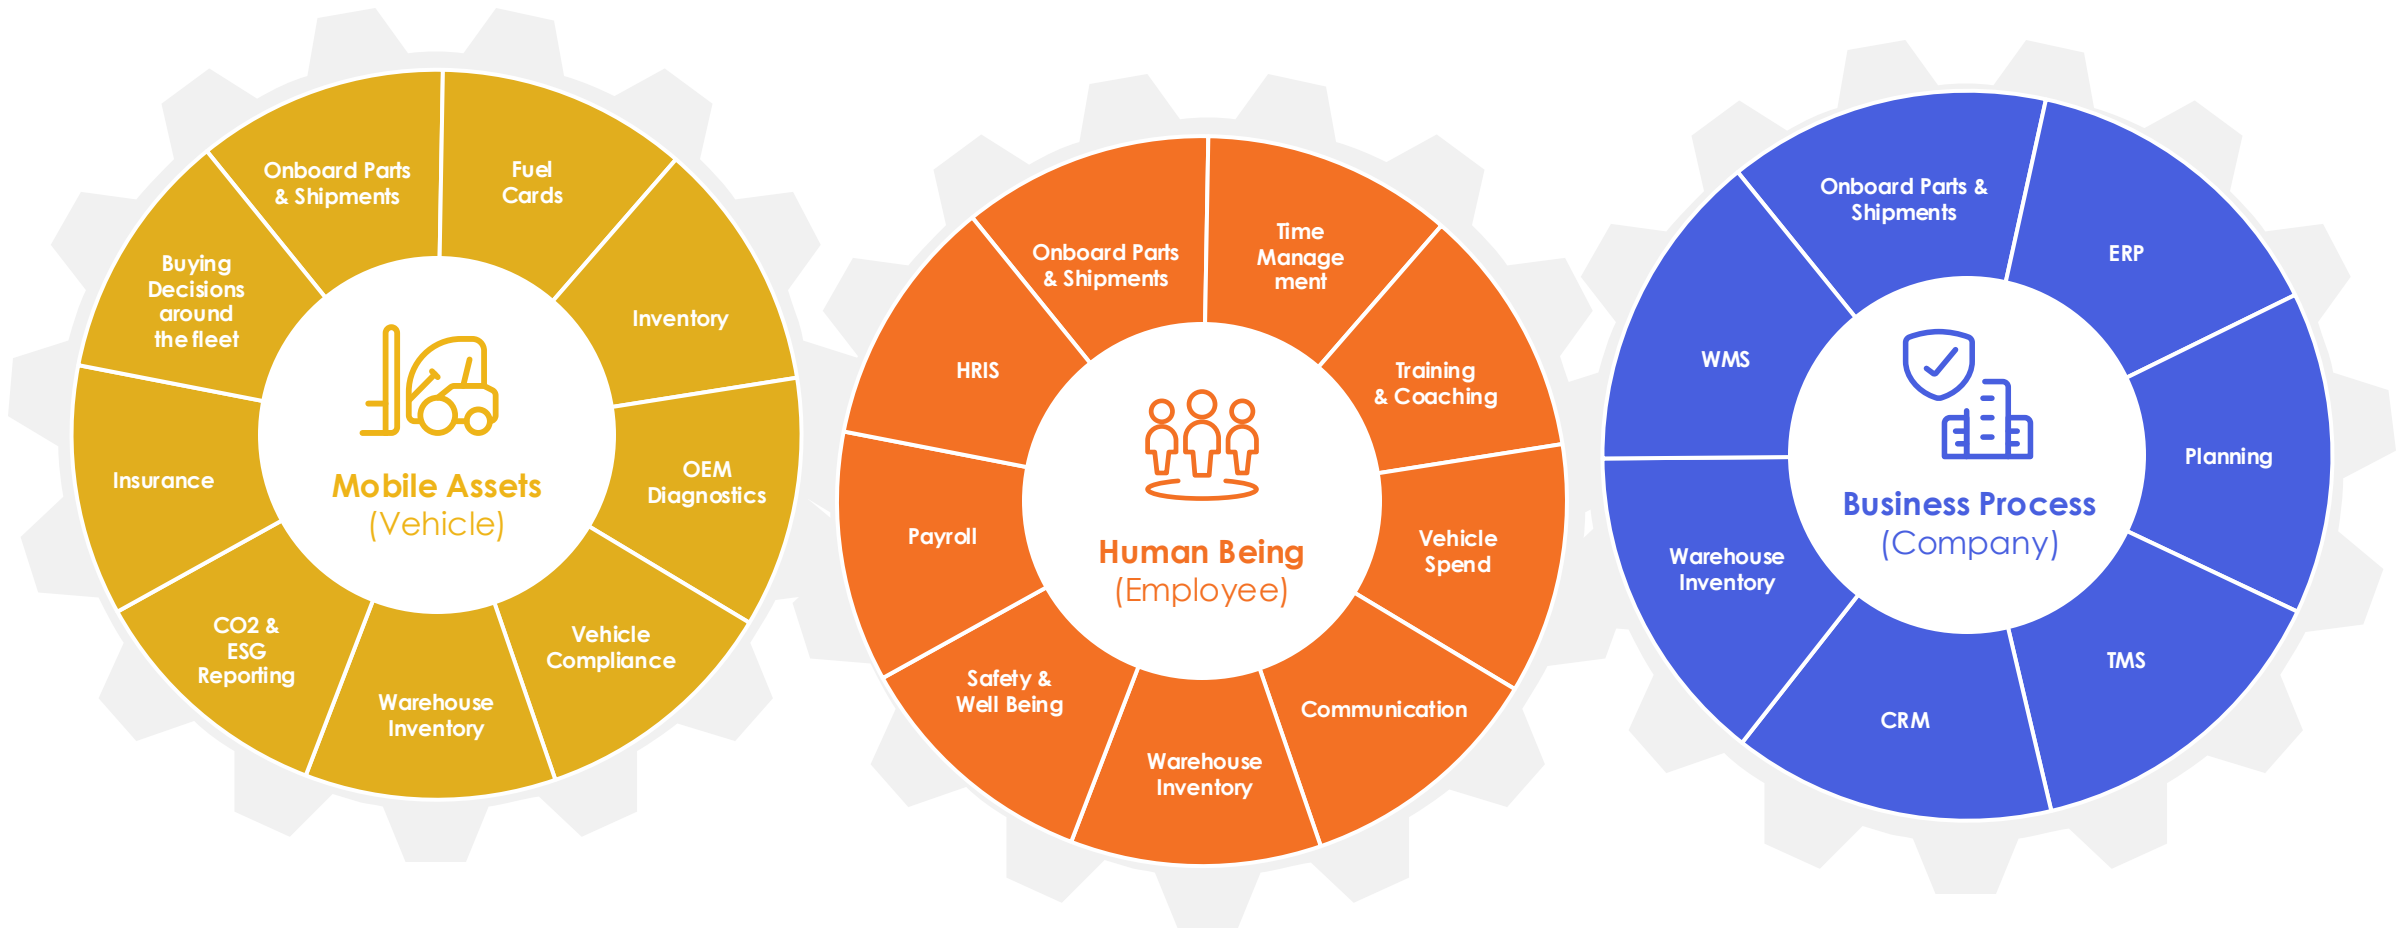 Onboard Parts
& Shipments
Fuel
Cards
Inventory
OEM
Diagnostics
Vehicle
Compliance
Warehouse
Inventory
CO2 &
ESG
Reporting
Insurance
Buying
Decisions
around
the fleet
Mobile Assets
(Vehicle)
Onboard Parts
& Shipments
Time
Manage
ment
Training
& Coaching
Vehicle
Spend
Communication
Warehouse
Inventory
Safety &
Well Being
Payroll
HRIS
Human Being
(Employee)
Onboard Parts &
Shipments
ERP
Planning
TMS
CRM
Warehouse
Inventory
WMS
Business Process
(Company)